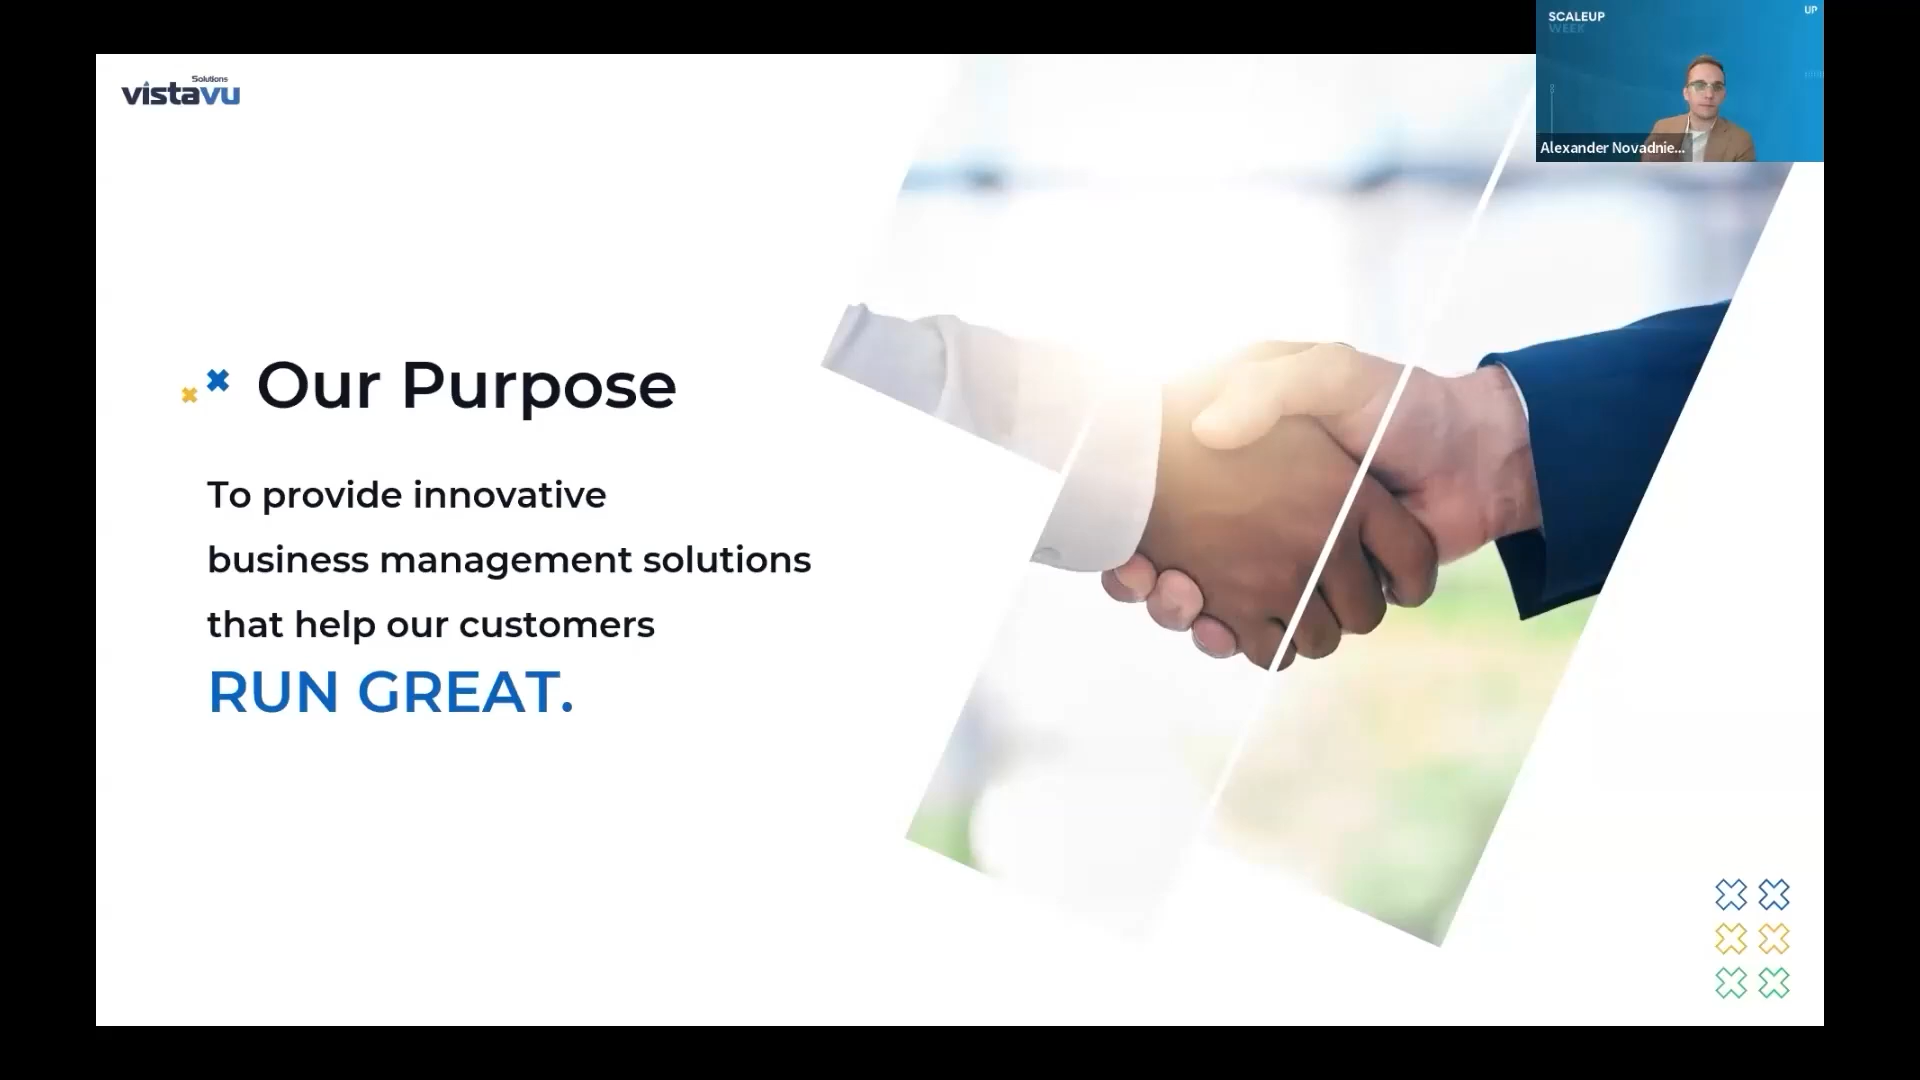 Solutions
vistavu
Our Purpose
To provide innovative
business management solutions
that help our customers
RUN GREAT.
SCALEUP
WEEK
UP
Alexander Novadnie...